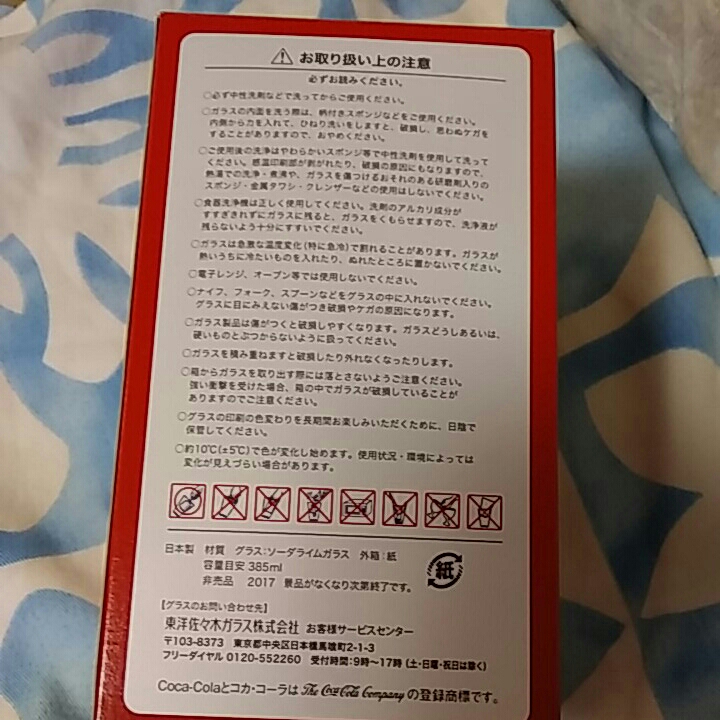 お取り扱い上の注意
必ずお読みください。
○必ず中性洗剤などで洗ってからご使用ください。
○ガラスの内面を洗う際は、柄付きスポンジなどをご使用ください。
内側から力を入れて、ひねり洗いをしますと、破損し、思わぬケガを
することがありますので、おやめください。
○ご使用後の洗浄はやわらかいスポンジ等で中性洗剤を使用して洗って
ください。感温印刷部が剥がれたり、破損の原因にもなりますので、
熱湯での洗浄・煮沸や、ガラスを傷つけるおそれのある研磨剤入りの
スポンジ・金属タワシ・クレンザーなどの使用はしないでください。
○食器洗浄機は正しく使用してください。洗剤のアルカリ成分が
すすぎきれずにガラスに残ると、ガラスをくもらせますので、洗浄液が
残らないよう十分にすすいでください。
○ガラスは急激な温度変化(特に急冷)で割れることがあります。ガラスが
熱いうちに冷たいものを入れたり、ぬれたところに置かないでください。
○電子レンジ、オーブン等では使用しないでください。
○ナイフ、フォーク、スプーンなどをグラスの中に入れないでください。
グラスに目にみえない傷がつき破損やケガの原因になります。
○ガラス製品は傷がつくと破損しやすくなります。ガラスどうしあるいは、
硬いものとぶつからないように扱ってください。
○ガラスを積み重ねますと破損したり外れなくなったりします。
○箱からガラスを取り出す際には落とさないようご注意ください。
強い衝撃を受けた場合、箱の中でガラスが破損していることが
ありますのでご注意ください。
○グラスの印刷の色変わりを長期間お楽しみいただくために、日陰で
保管してください。
○約10℃(±5℃)で色が変化し始めます。使用状況・環境によっては
変化が見えづらい場合があります。
日本製 材質 グラス:ソーダライムガラス 外箱:紙
容量目安 385ml
非売品 2017 景品がなくなり次第終了です。
紙
【グラスのお問い合わせ先】
東洋佐々木ガラス株式会社 お客様サービスセンター
〒103-8373 東京都中央区日本橋馬喰町2-1-3
フリーダイヤル 0120-552260 受付時間:9時〜17時 (土・日曜・祝日は除く)
Coca-Colaとコカ・コーラは The Coca-Cola Company の登録商標です。